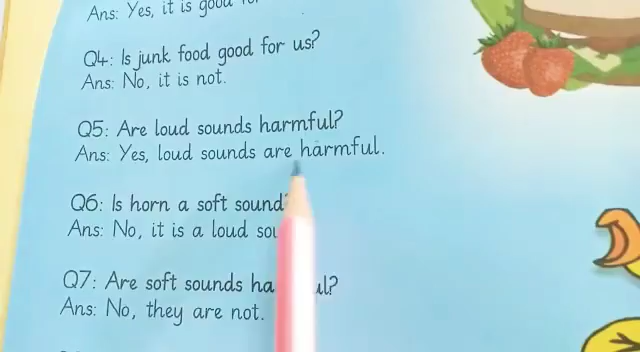 Ans: Yes, it is good
Q4: Is junk food good for us?
Ans: No, it is not.
Q5: Are loud sounds harmful?
Ans: Yes, loud sounds are harmful.
Q6: Is horn a soft sound?
Ans: No, it is a loud
Q7: Are soft sounds
Ans: No, they are not.